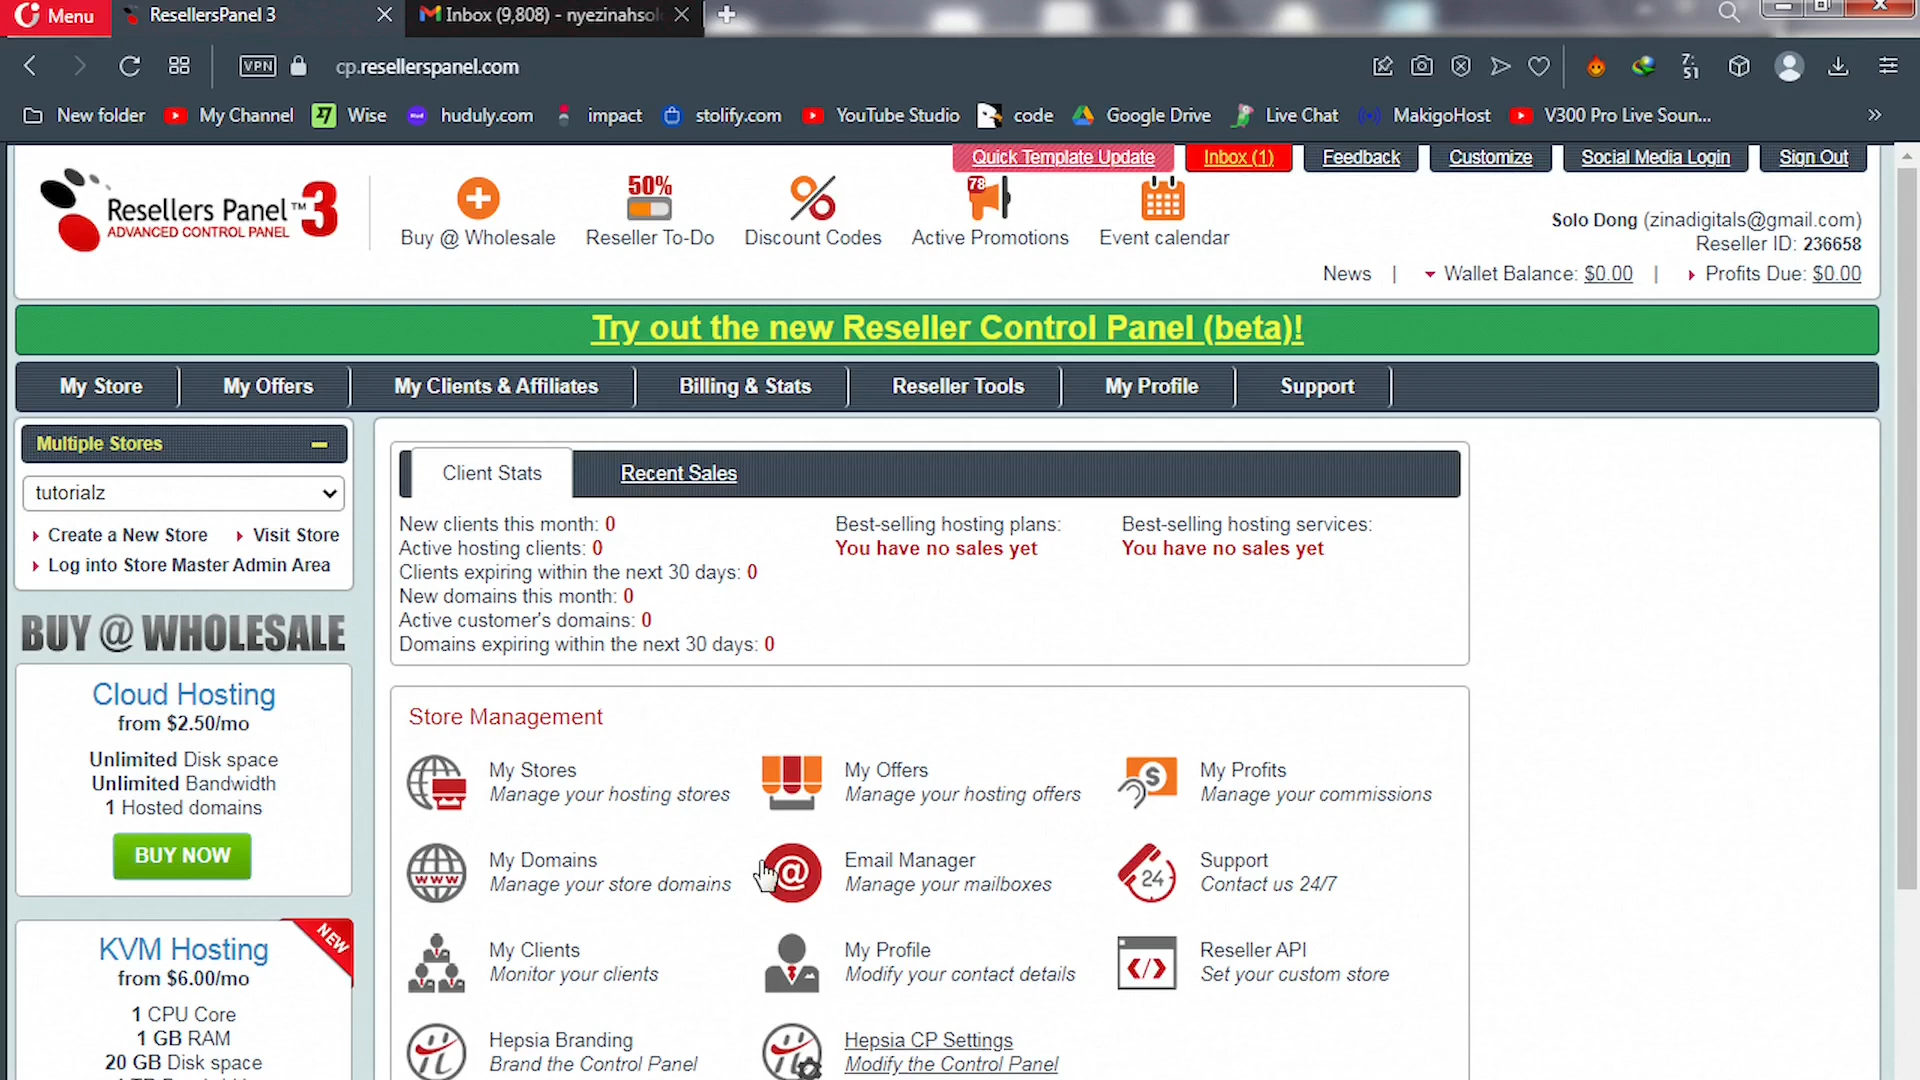 Menu
ResellersPanel 3
Inbox (9,808) - nyezinahsol
VPN
cp.resellerspanel.com
7:
51
New folder
My Channel
Wise
huduly.com
impact
stolify.com
YouTube Studio
code
Google Drive
Live Chat
MakigoHost
V300 Pro Live Soun...
Quick Template Update
Inbox (1)
Feedback
Customize
Social Media Login
Sign Out
Resellers Panel™ 3
ADVANCED CONTROL PANEL
Buy @ Wholesale
50%
Reseller To-Do
Discount Codes
78
Active Promotions
Event calendar
Solo Dong (zinadigitals@gmail.com)
Reseller ID: 236658
News | Wallet Balance: $0.00 | Profits Due: $0.00
Try out the new Reseller Control Panel (beta)!
My Store
My Offers
My Clients & Affiliates
Billing & Stats
Reseller Tools
My Profile
Support
Multiple Stores
tutorialz
Create a New Store
Visit Store
Log into Store Master Admin Area
BUY @ WHOLESALE
Cloud Hosting
from $2.50/mo
Unlimited Disk space
Unlimited Bandwidth
1 Hosted domains
BUY NOW
NEW
KVM Hosting
from $6.00/mo
1 CPU Core
1 GB RAM
20 GB Disk space
Client Stats
Recent Sales
New clients this month: 0
Active hosting clients: 0
Clients expiring within the next 30 days: 0
New domains this month: 0
Active customer's domains: 0
Domains expiring within the next 30 days: 0
Best-selling hosting plans:
You have no sales yet
Best-selling hosting services:
You have no sales yet
Store Management
My Stores
Manage your hosting stores
My Offers
Manage your hosting offers
$
My Profits
Manage your commissions
www
My Domains
Manage your store domains
@
Email Manager
Manage your mailboxes
24
Support
Contact us 24/7
My Clients
Monitor your clients
My Profile
Modify your contact details
</>
Reseller API
Set your custom store
Hepsia Branding
Brand the Control Panel
Hepsia CP Settings
Modify the Control Panel